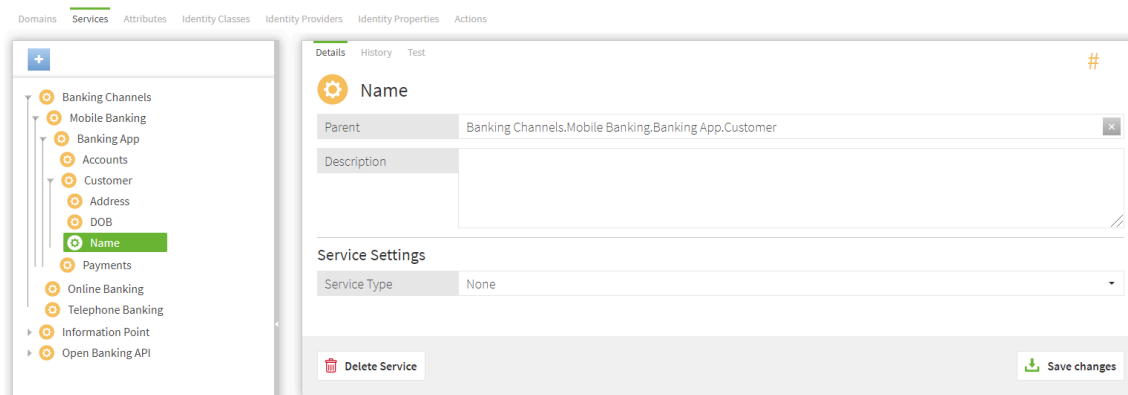 Domains Services Attributes Identity Classes Identity Providers Identity Properties Actions
+
Banking Channels
Mobile Banking
Banking App
Accounts
Customer
Address
DOB
Name
Payments
Online Banking
Telephone Banking
Information Point
Open Banking API
Details History Test
#
Name
Parent Banking Channels.Mobile Banking.Banking App.Customer
Description
Service Settings
Service Type None
Delete Service Save changes